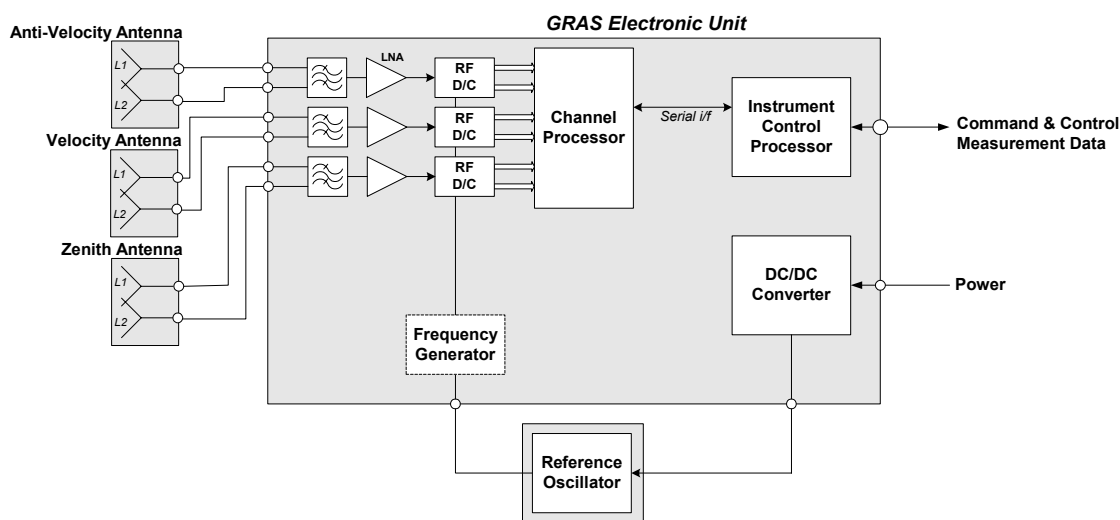 GRAS Electronic Unit
Anti-Velocity Antenna
L1
L2
Velocity Antenna
L1
L2
Zenith Antenna
L1
L2
LNA
RF
D/C
RF
D/C
RF
D/C
Channel
Processor
Serial i/f
Instrument
Control
Processor
Command & Control
Measurement Data
DC/DC
Converter
Power
Frequency
Generator
Reference
Oscillator